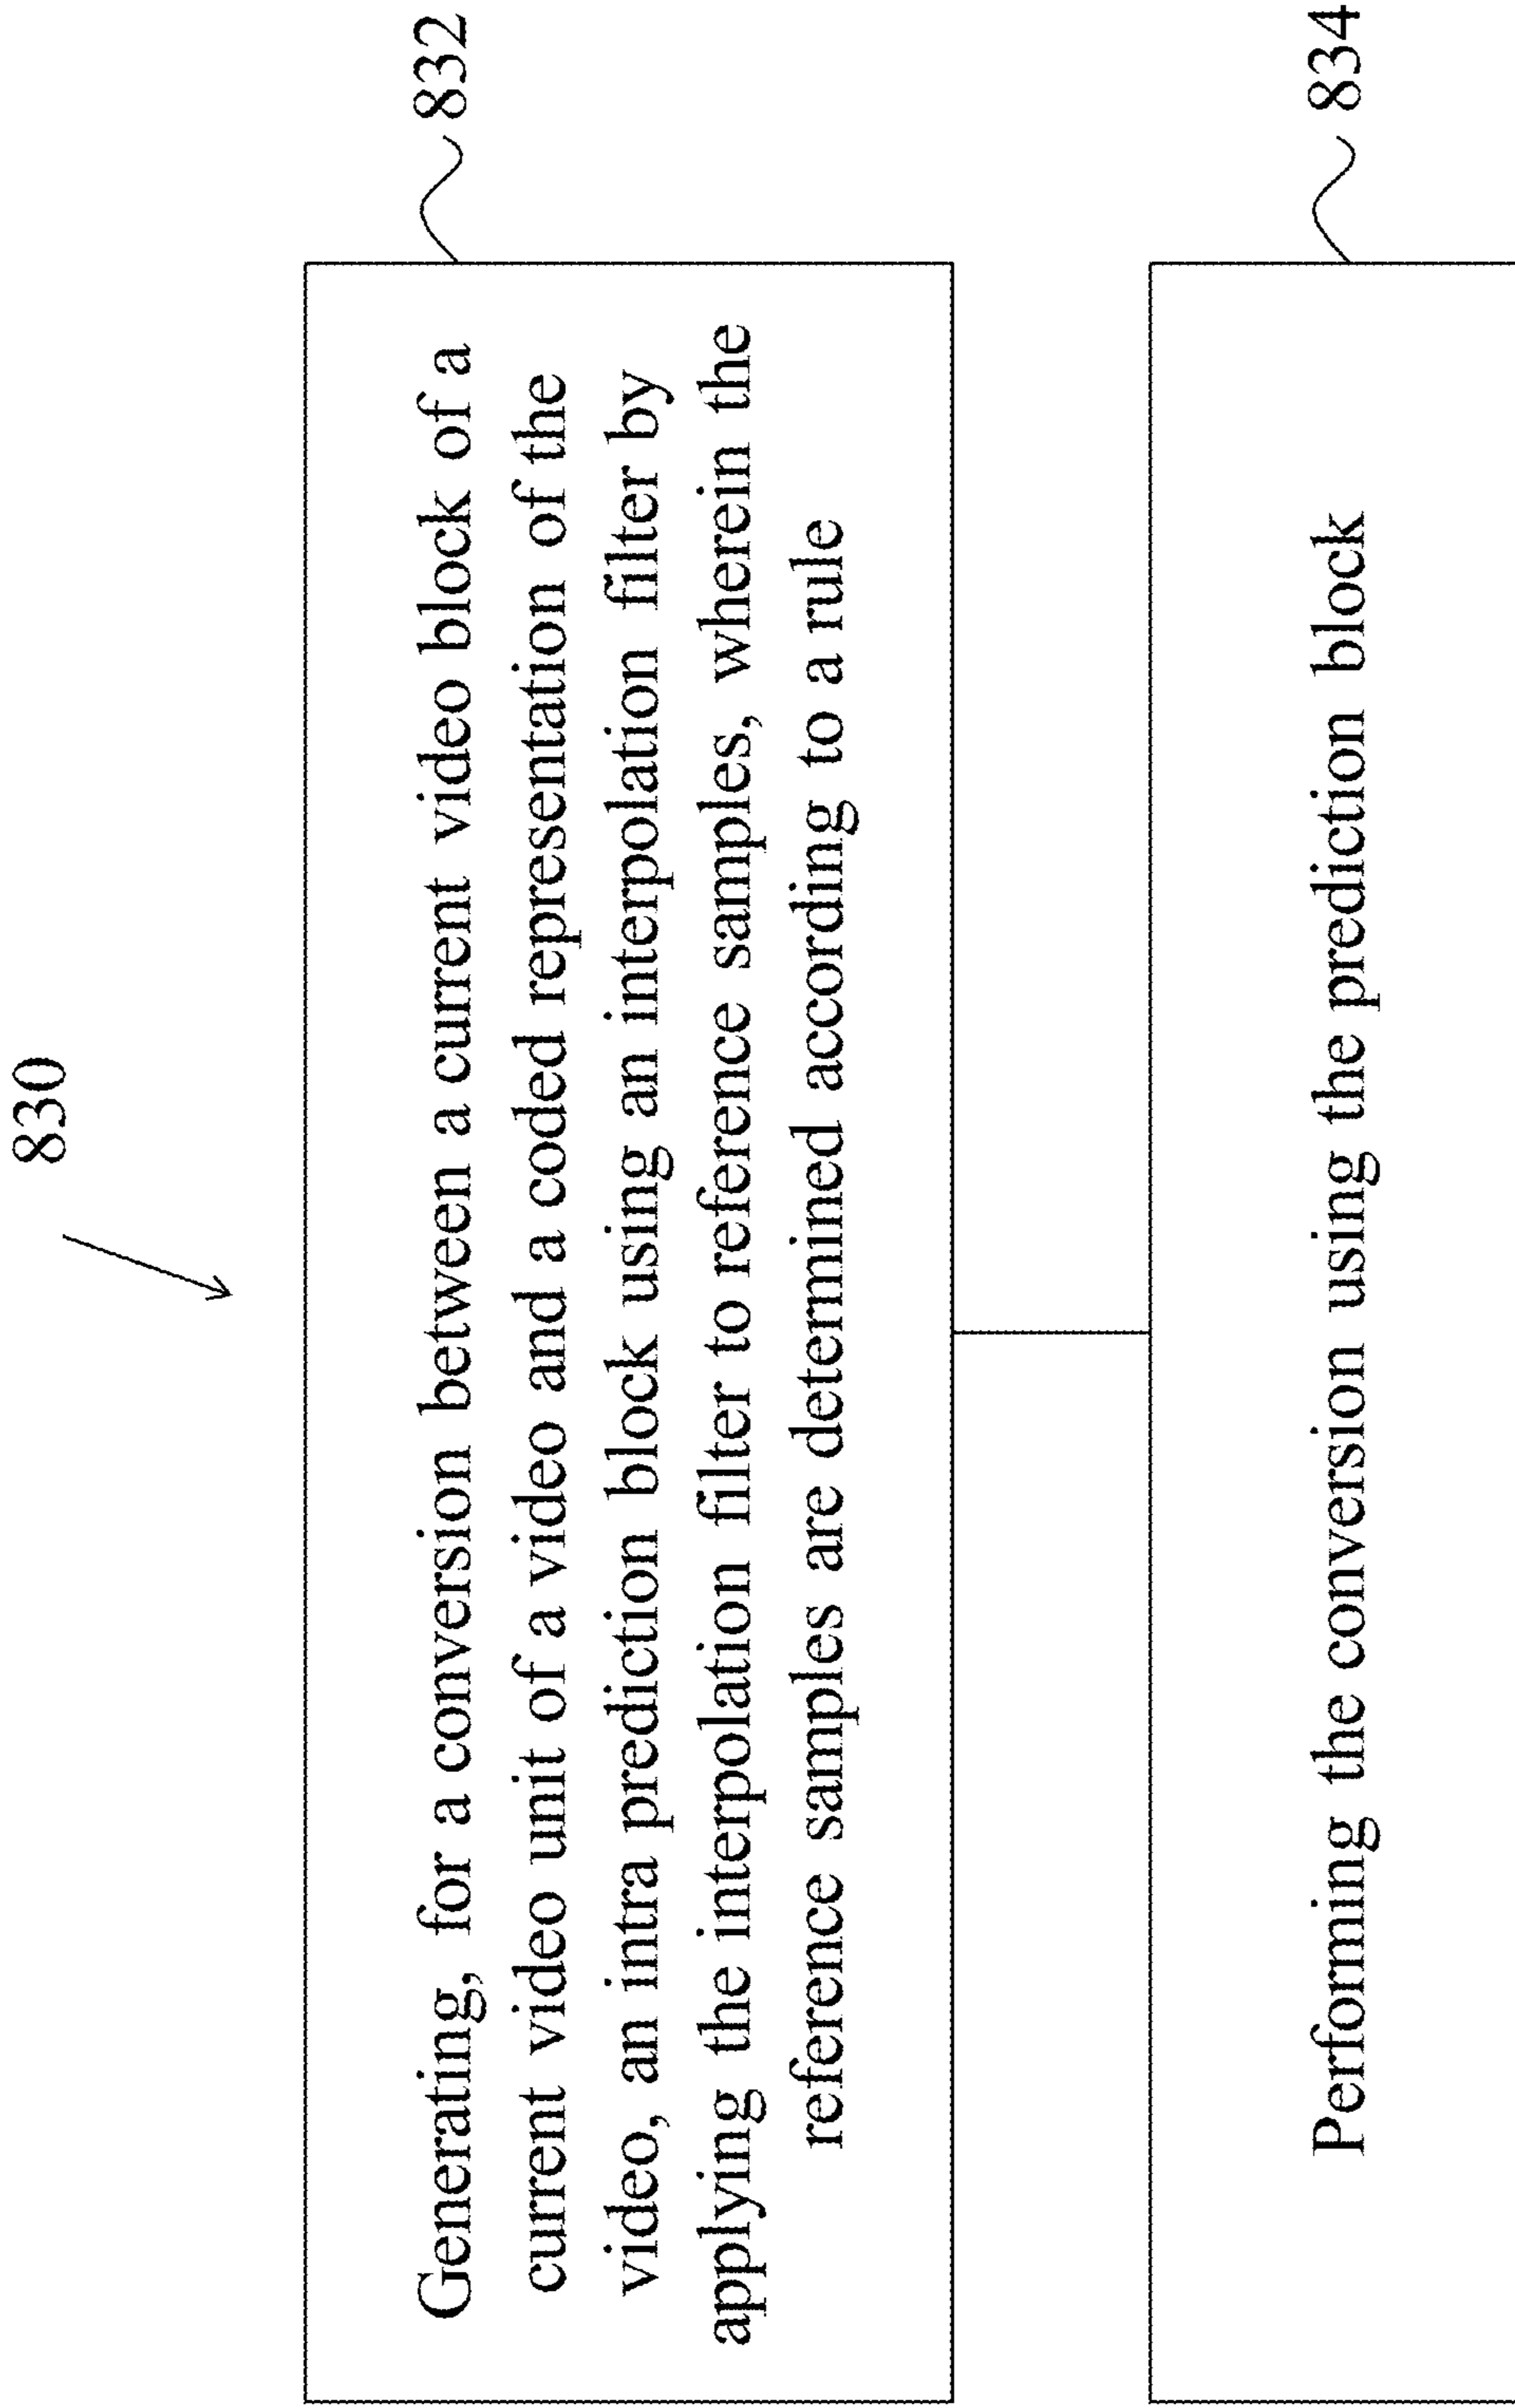 830
Generating, for a conversion between a current video block of a
current video unit of a video and a coded representation of the
video, an intra prediction block using an interpolation filter by
applying the interpolation filter to reference samples, wherein the
reference samples are determined according to a rule
832
Performing the conversion using the prediction block
834